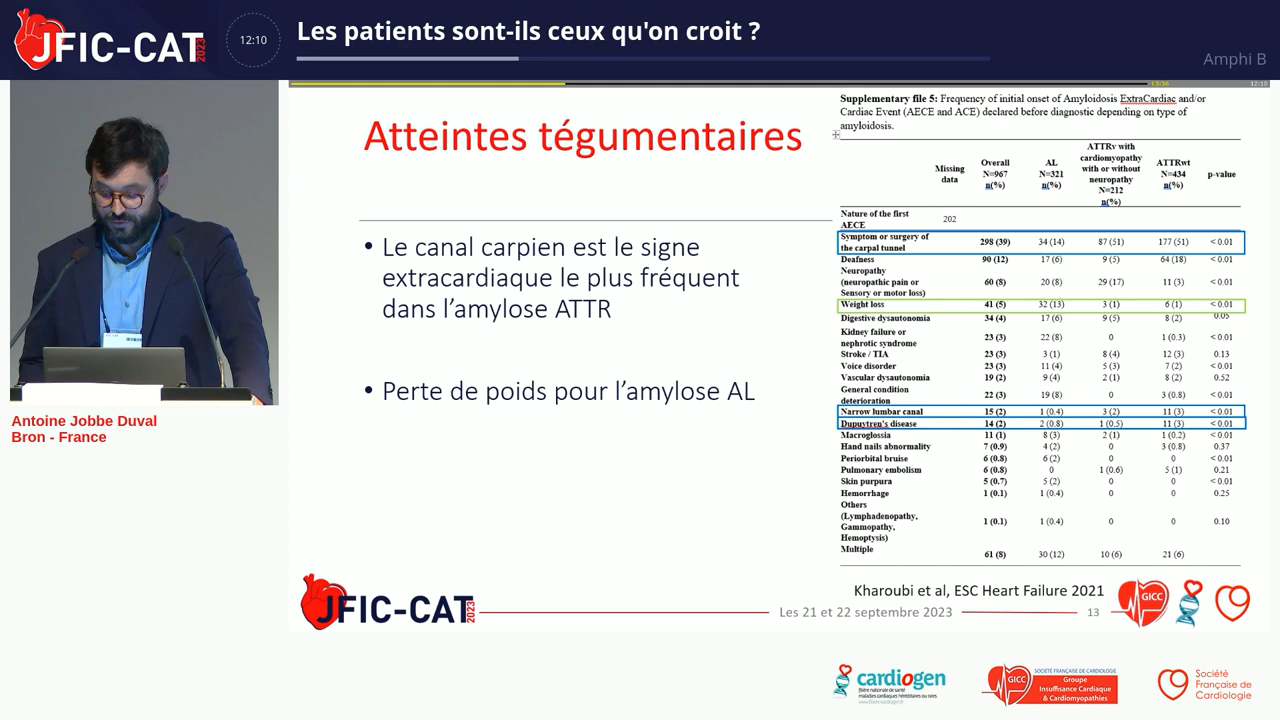 JFIC-CAT 2023
12:10
Les patients sont-ils ceux qu'on croit ?
Amphi B
12:10
Antoine Jobbe Duval
Bron - France
Atteintes tégumentaires
• Le canal carpien est le signe
extracardiaque le plus fréquent
dans l’amylose ATTR
• Perte de poids pour l’amylose AL
Supplementary file 5: Frequency of initial onset of Amyloidosis ExtraCardiac and/or
Cardiac Event (AECE and ACE) declared before diagnostic depending on type of
amyloidosis.
Missing data | Overall N=967 n(%) | AL N=321 n(%) | ATTRv with cardiomyopathy with or without neuropathy N=212 n(%) | ATTRwt N=434 n(%) | p-value
Nature of the first AECE 202
Symptom or surgery of the carpal tunnel 298 (39) 34 (14) 87 (51) 177 (51) < 0.01
Deafness 90 (12) 17 (6) 9 (5) 64 (18) < 0.01
Neuropathy (neuropathic pain or Sensory or motor loss) 60 (8) 20 (8) 29 (17) 11 (3) < 0.01
Weight loss 41 (5) 32 (13) 3 (1) 6 (1) < 0.01
Digestive dysautonomia 34 (4) 17 (6) 9 (5) 8 (2) 0.05
Kidney failure or nephrotic syndrome 23 (3) 22 (8) 0 1 (0.3) < 0.01
Stroke / TIA 23 (3) 3 (1) 8 (4) 12 (3) 0.13
Voice disorder 23 (3) 11 (4) 5 (3) 7 (2) < 0.01
Vascular dysautonomia 19 (2) 9 (4) 2 (1) 8 (2) 0.52
General condition deterioration 22 (3) 19 (8) 0 3 (0.8) < 0.01
Narrow lumbar canal 15 (2) 1 (0.4) 3 (2) 11 (3) < 0.01
Dupuytren's disease 14 (2) 2 (0.8) 1 (0.5) 11 (3) < 0.01
Macroglossia 11 (1) 8 (3) 2 (1) 1 (0.2) < 0.01
Hand nails abnormality 7 (0.9) 4 (2) 0 3 (0.8) 0.37
Periorbital bruise 6 (0.8) 6 (2) 0 0 < 0.01
Pulmonary embolism 6 (0.8) 0 1 (0.6) 5 (1) 0.21
Skin purpura 5 (0.7) 5 (2) 0 0 < 0.01
Hemorrhage 1 (0.1) 1 (0.4) 0 0 0.25
Others (Lymphadenopathy, Gammopathy, Hemoptysis) 1 (0.1) 1 (0.4) 0 0 0.10
Multiple 61 (8) 30 (12) 10 (6) 21 (6)
Kharoubi et al, ESC Heart Failure 2021
JFIC-CAT 2023
Les 21 et 22 septembre 2023
13
GICC
cardiogen
filière nationale de santé
maladies cardiaques héréditaires ou rares
GICC
SOCIÉTÉ FRANÇAISE DE CARDIOLOGIE
Groupe
Insuffisance Cardiaque
& Cardiomyopathies
Société
Française de
Cardiologie